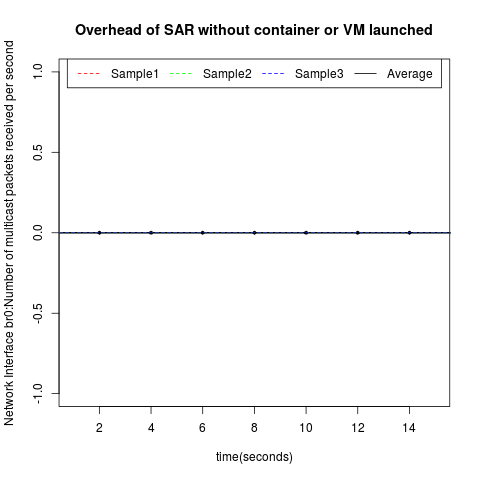 Overhead of SAR without container or VM launched
Sample1 Sample2 Sample3 Average
Network Interface br0:Number of multicast packets received per second
1.0
0.5
0.0
-0.5
-1.0
2 4 6 8 10 12 14
time(seconds)